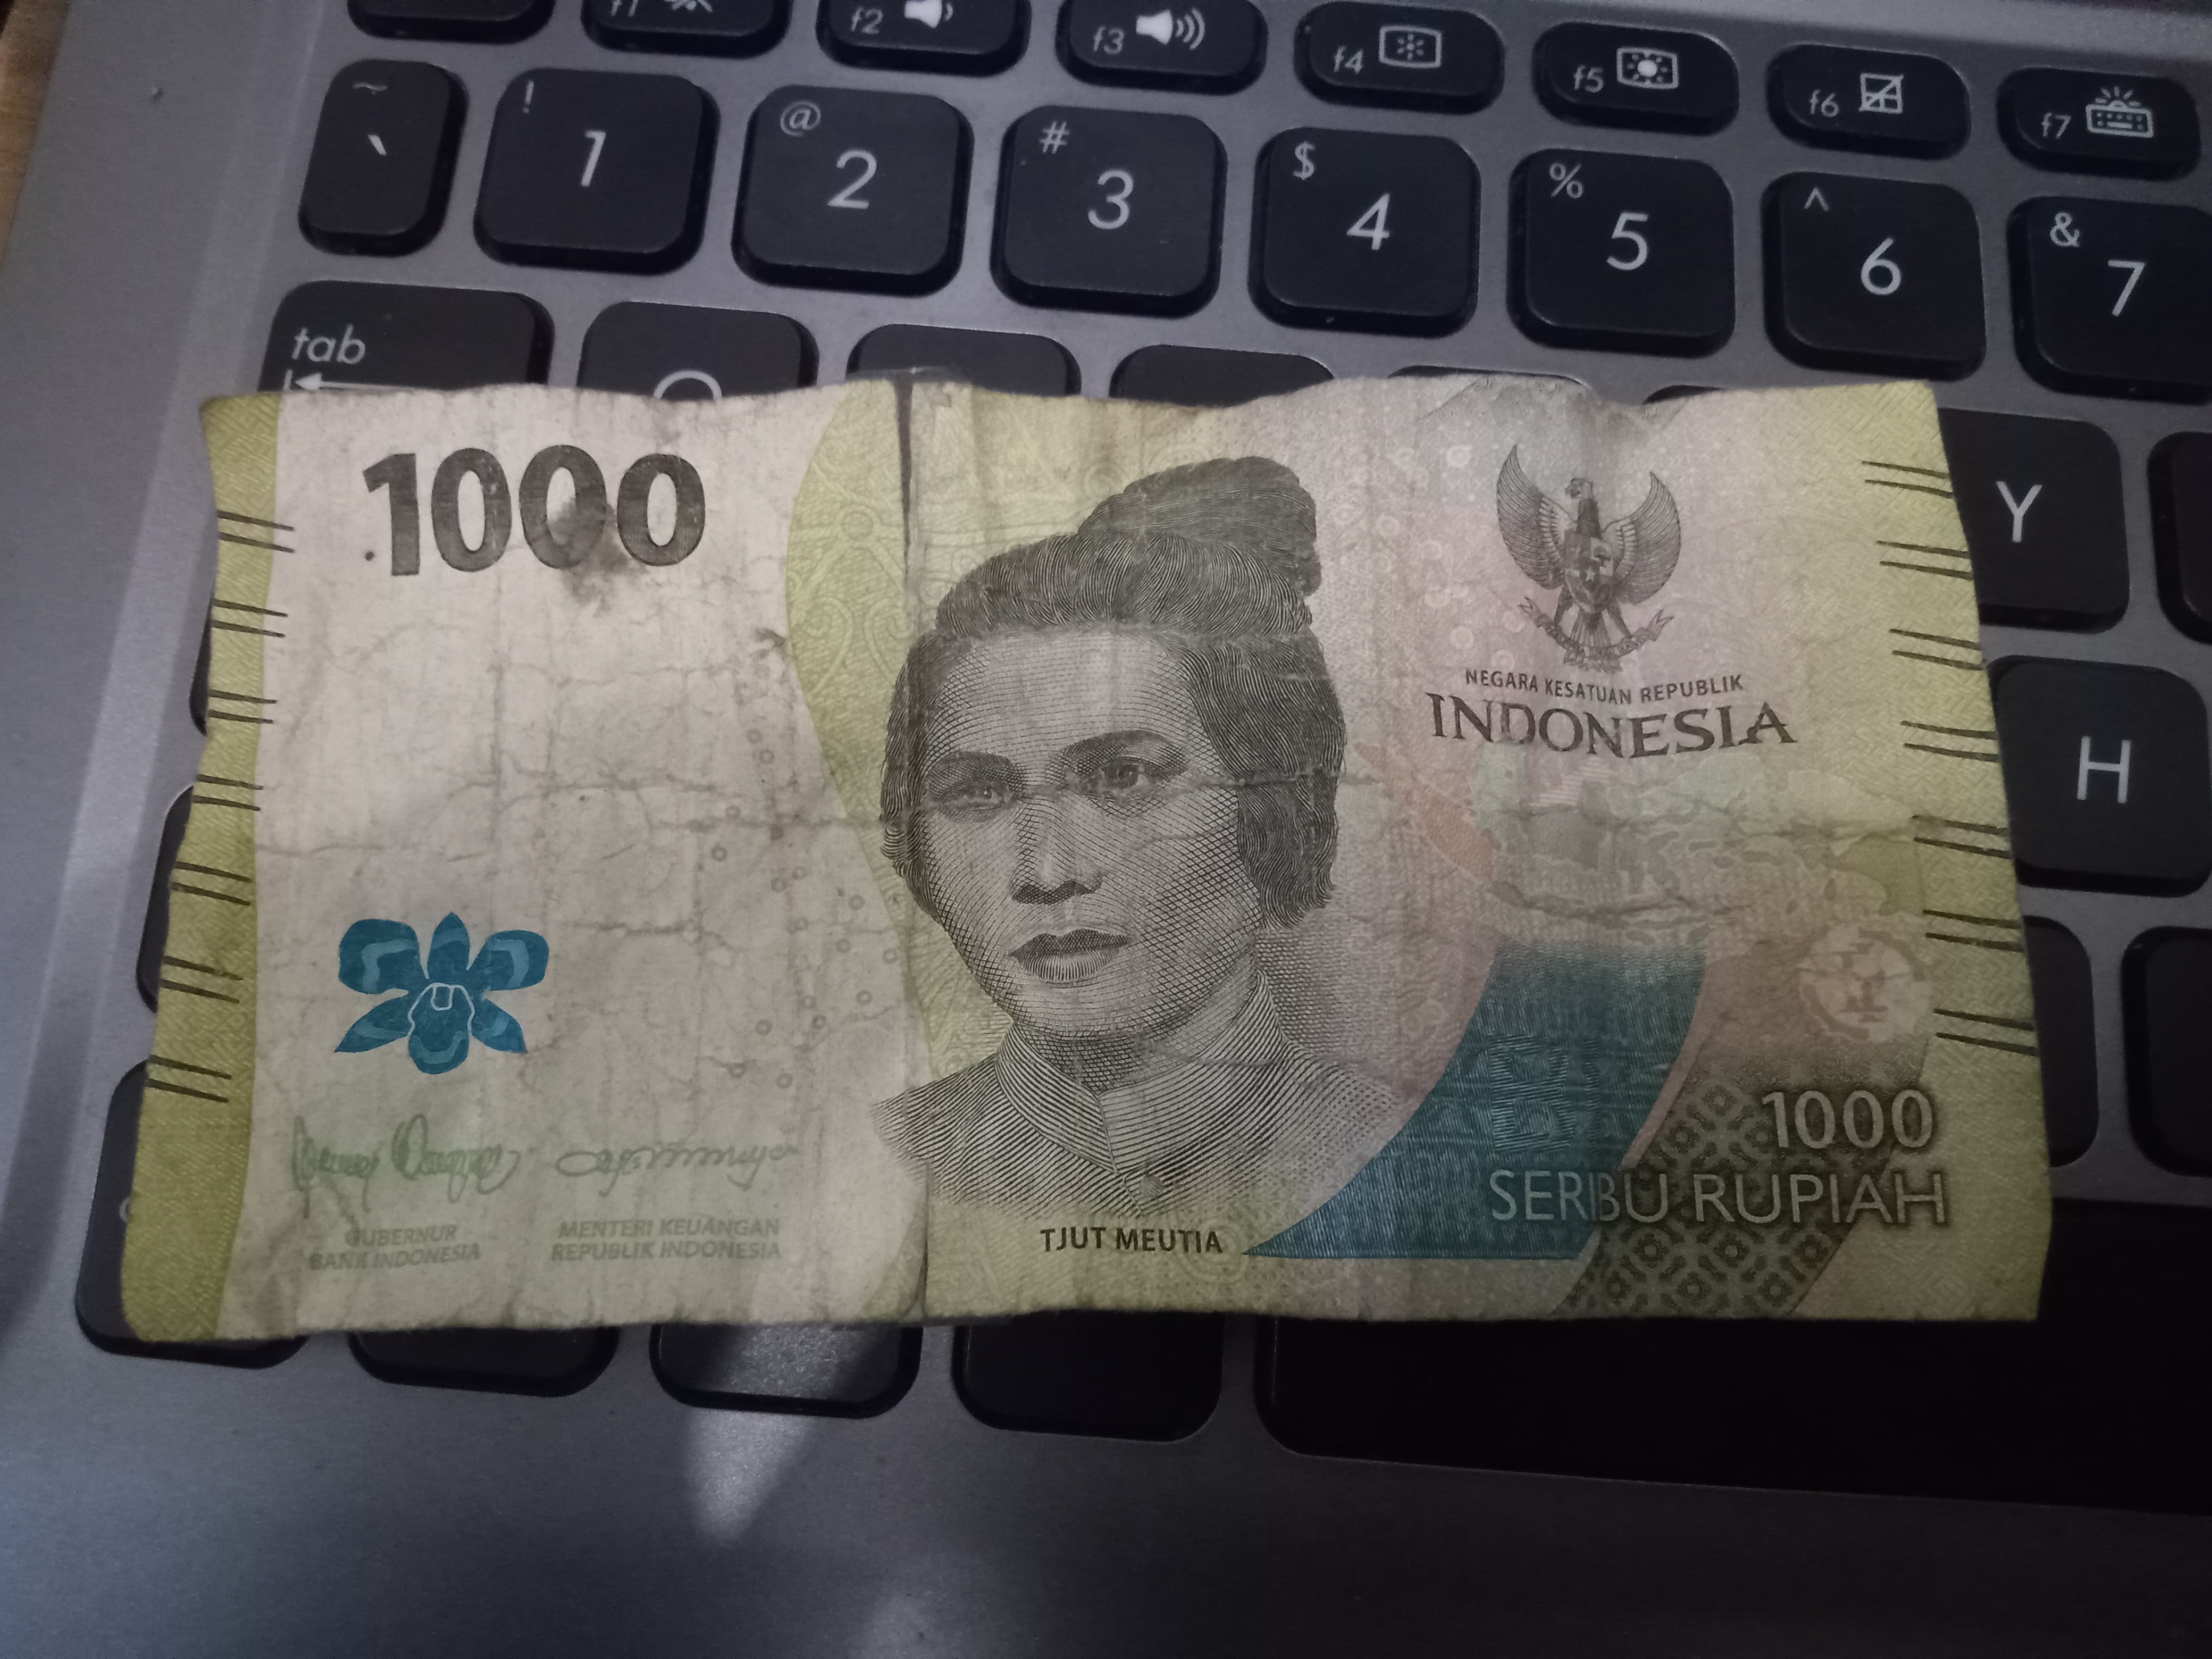 f1 f2 f3 f4 f5 f6 f7
~ ! @ # $ % ^ &
` 1 2 3 4 5 6 7
tab
Y
H
1000
NEGARA KESATUAN REPUBLIK
INDONESIA
GUBERNUR
BANK INDONESIA
MENTERI KEUANGAN
REPUBLIK INDONESIA
TJUT MEUTIA
1000
SERIBU RUPIAH